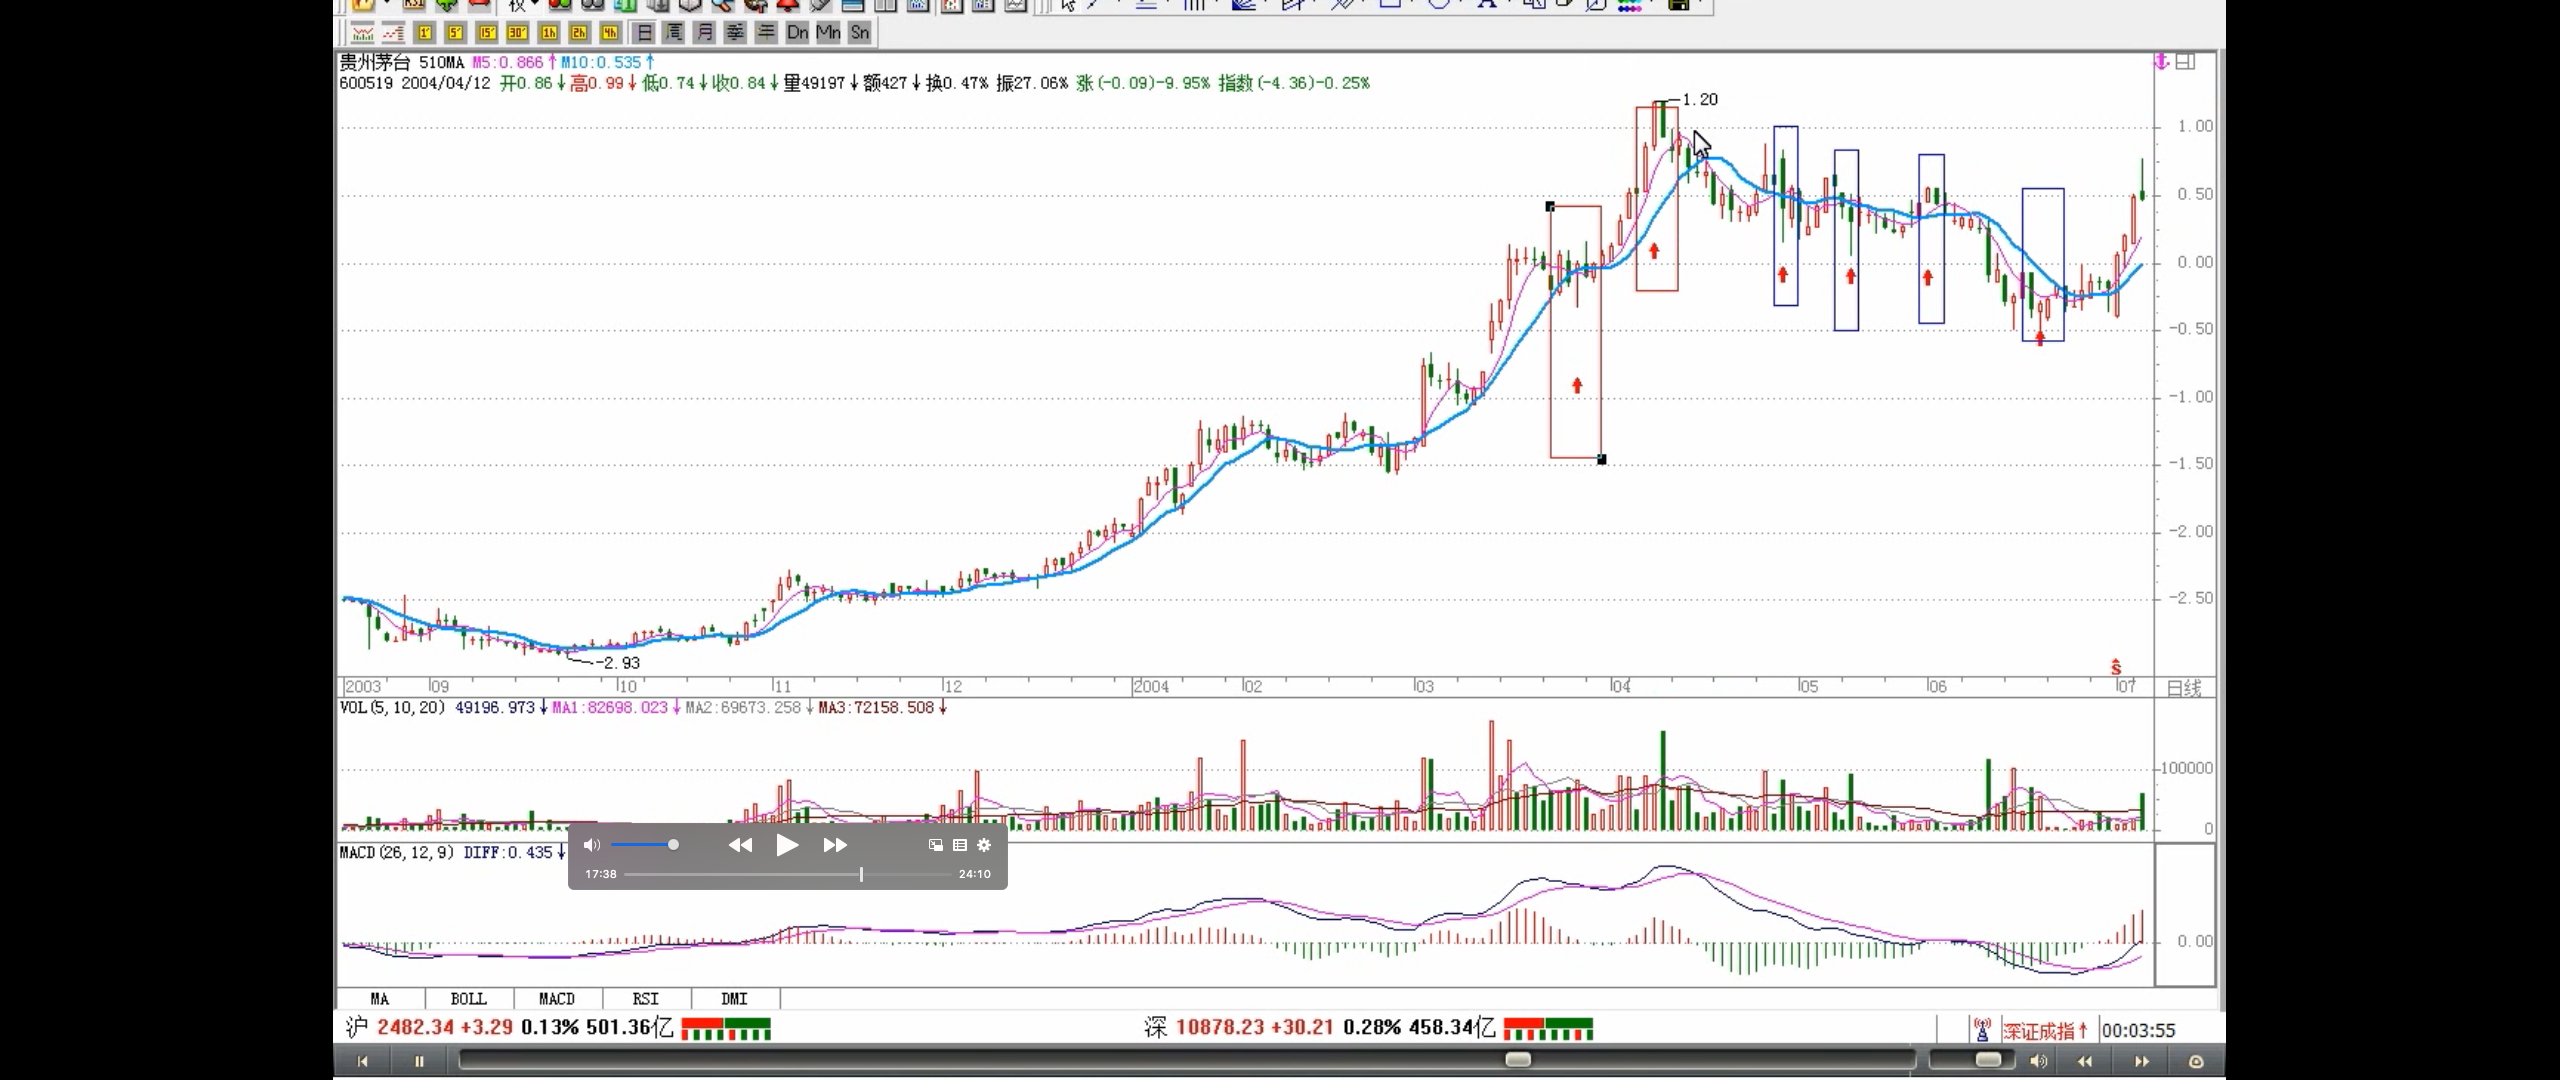 1' 5' 15' 30' 1h 2h 4h 日 周 月 季 年 Dn Mn Sn
贵州茅台 510MA M5:0.866↑M10:0.535↑
600519 2004/04/12 开0.86↓高0.99↓低0.74↓收0.84↓量49197↓额427↓换0.47% 振27.06% 涨(-0.09)-9.95% 指数(-4.36)-0.25%
1.20
1.00
0.50
0.00
-0.50
-1.00
-1.50
-2.00
-2.50
-2.93
S
2003 09 10 11 12 2004 02 03 04 05 06 07 日线
VOL(5,10,20) 49196.973↓MA1:82698.023↓MA2:69673.258↓MA3:72158.508↓
100000
0
MACD(26,12,9) DIFF:0.435↓
17:38 24:10
0.00
MA BOLL MACD RSI DMI
沪 2482.34 +3.29 0.13% 501.36亿 深 10878.23 +30.21 0.28% 458.34亿 深证成指↑ 00:03:55